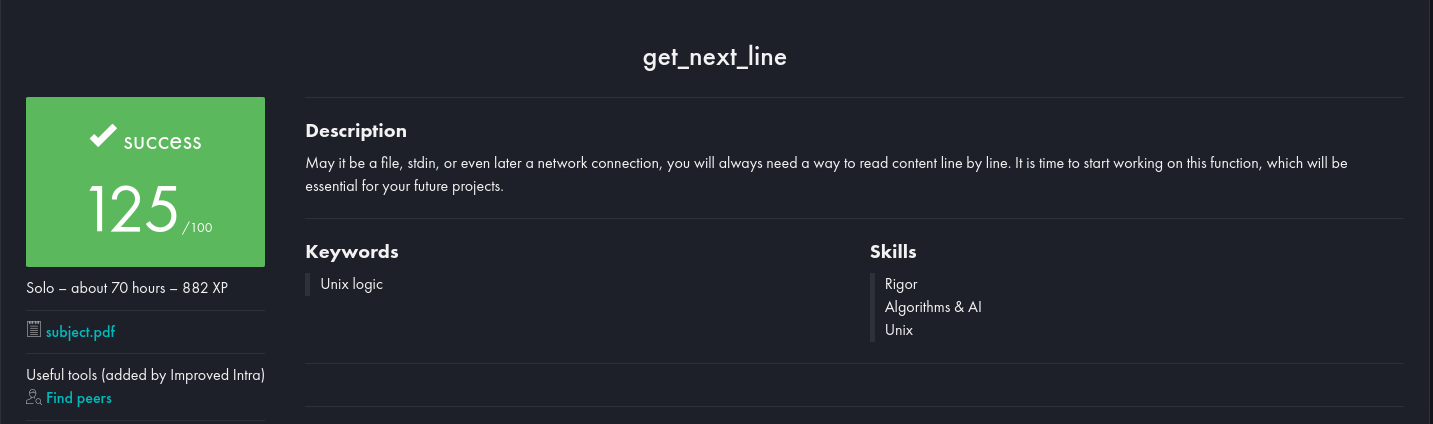 get_next_line
success
125 /100
Solo – about 70 hours – 882 XP
subject.pdf
Useful tools (added by Improved Intra)
Find peers
Description
May it be a file, stdin, or even later a network connection, you will always need a way to read content line by line. It is time to start working on this function, which will be
essential for your future projects.
Keywords
Unix logic
Skills
Rigor
Algorithms & AI
Unix